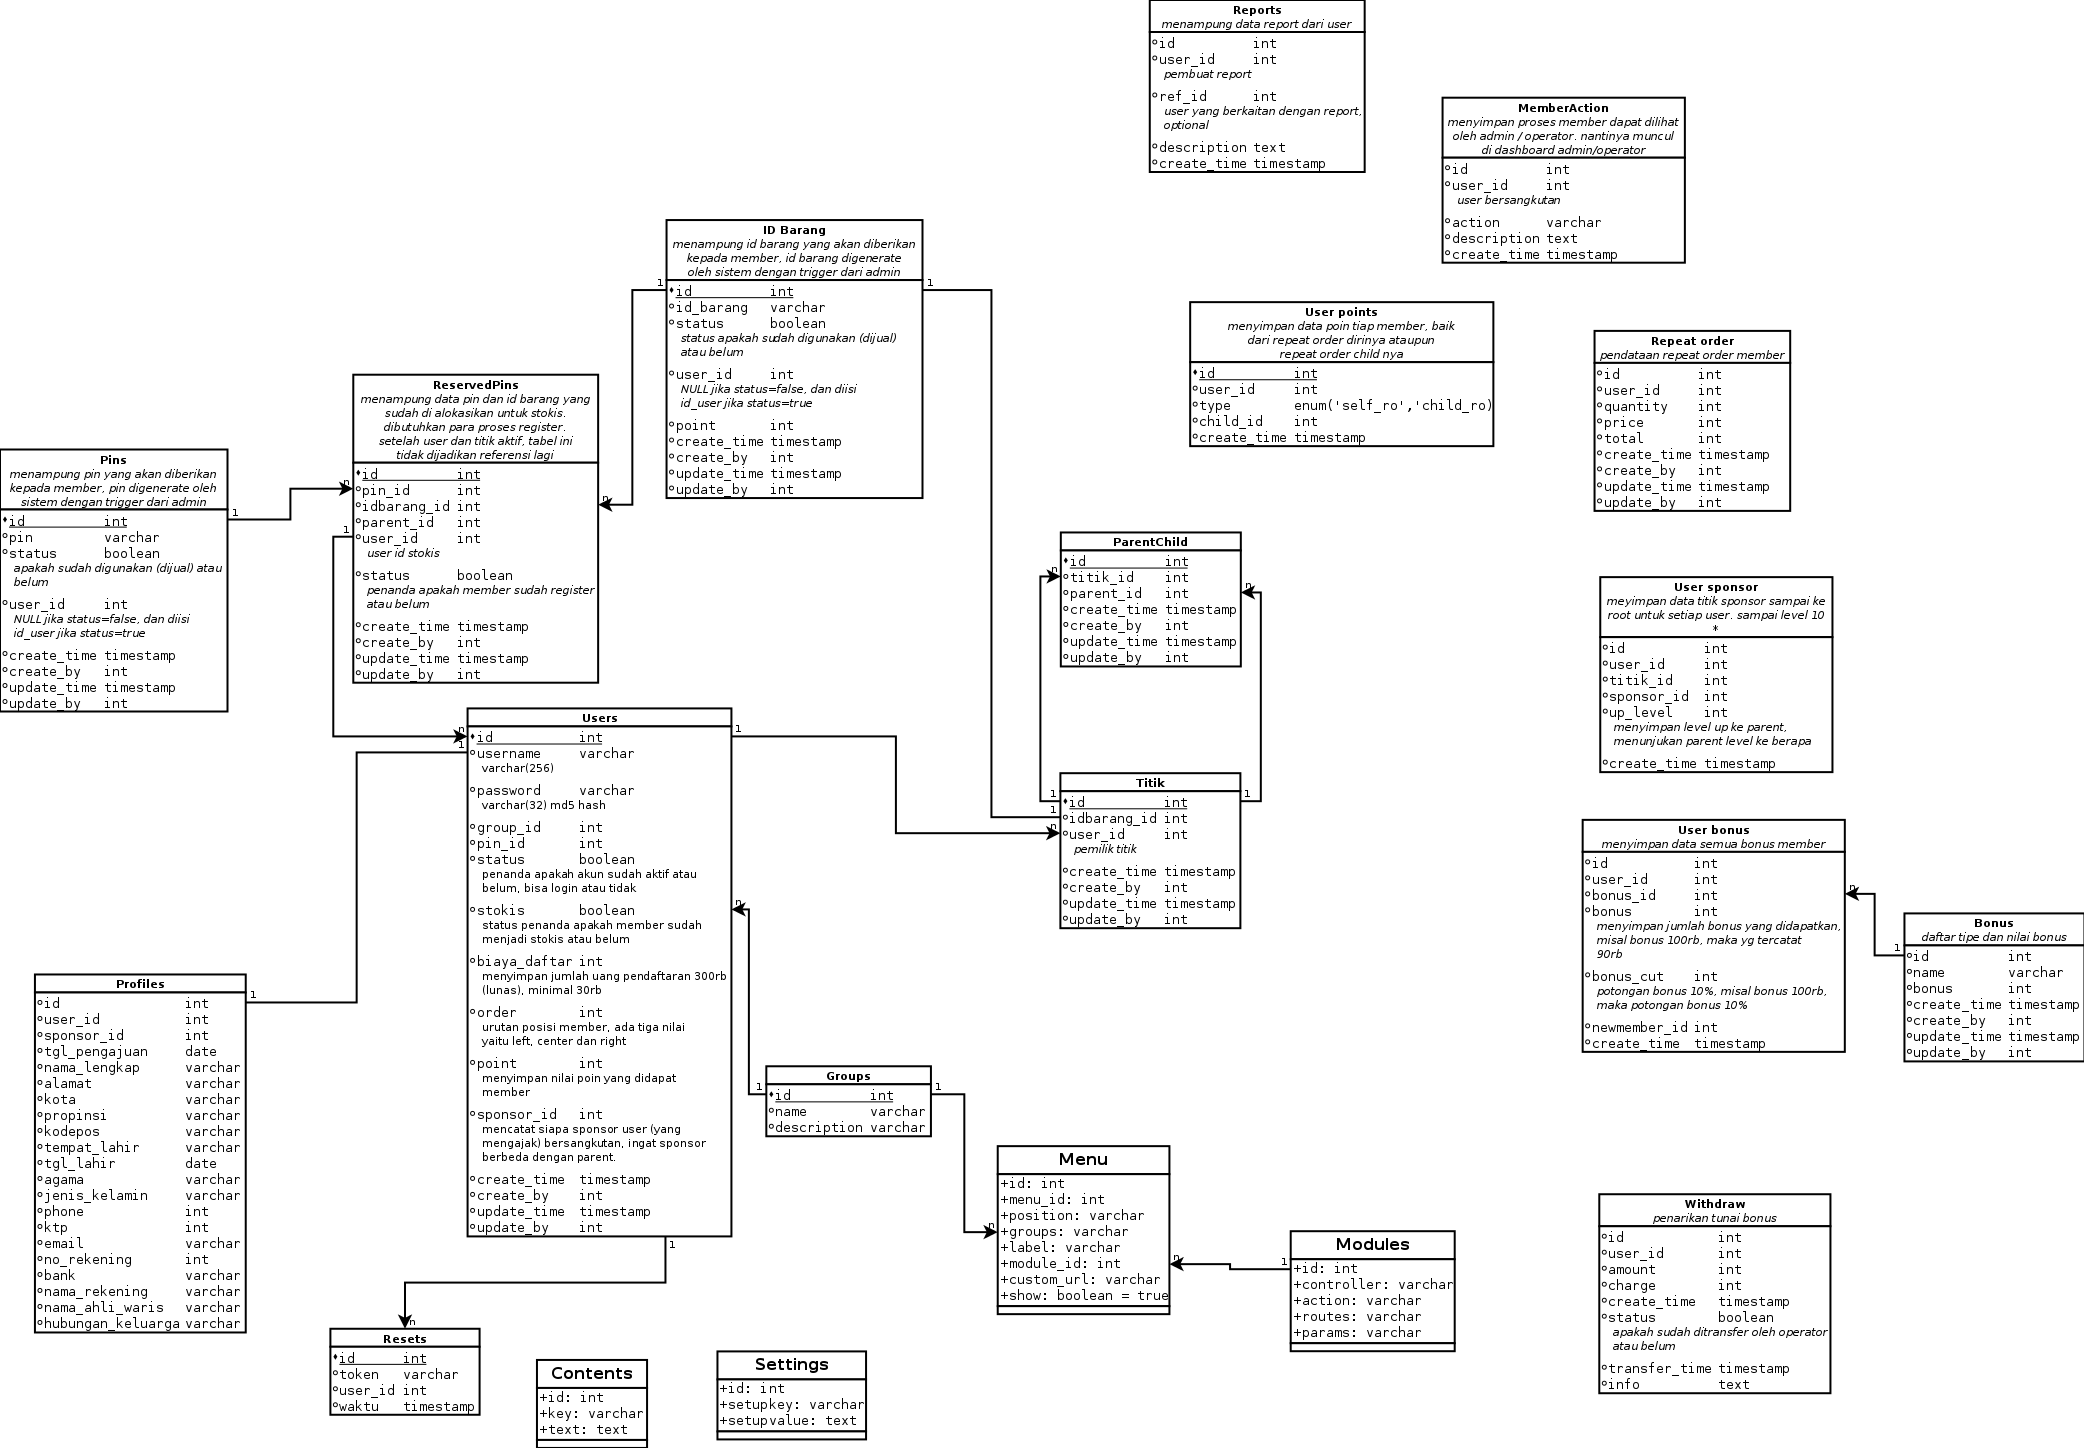 Reports
menampung data report dari user
id int
user_id int
pembuat report
ref_id int
user yang berkaitan dengan report,
optional
description text
create_time timestamp
MemberAction
menyimpan proses member dapat dilihat
oleh admin / operator. nantinya muncul
di dashboard admin/operator
id int
user_id int
user bersangkutan
action varchar
description text
create_time timestamp
ID Barang
menampung id barang yang akan diberikan
kepada member, id barang digenerate
oleh sistem dengan trigger dari admin
id int
id_barang varchar
status boolean
status apakah sudah digunakan (dijual)
atau belum
user_id int
NULL jika status=false, dan diisi
id_user jika status=true
point int
create_time timestamp
create_by int
update_time timestamp
update_by int
1
1
n
User points
menyimpan data poin tiap member, baik
dari repeat order dirinya ataupun
repeat order child nya
id int
user_id int
type enum('self_ro','child_ro)
child_id int
create_time timestamp
Repeat order
pendataan repeat order member
id int
user_id int
quantity int
price int
total int
create_time timestamp
create_by int
update_time timestamp
update_by int
ReservedPins
menampung data pin dan id barang yang
sudah di alokasikan untuk stokis.
dibutuhkan para proses register.
setelah user dan titik aktif, tabel ini
tidak dijadikan referensi lagi
id int
pin_id int
idbarang_id int
parent_id int
user_id int
user id stokis
status boolean
penanda apakah member sudah register
atau belum
create_time timestamp
create_by int
update_time timestamp
update_by int
n
1
Pins
menampung pin yang akan diberikan
kepada member, pin digenerate oleh
sistem dengan trigger dari admin
id int
pin varchar
status boolean
apakah sudah digunakan (dijual) atau
belum
user_id int
NULL jika status=false, dan diisi
id_user jika status=true
create_time timestamp
create_by int
update_time timestamp
update_by int
1
ParentChild
id int
titik_id int
parent_id int
create_time timestamp
create_by int
update_time timestamp
update_by int
n
n
User sponsor
meyimpan data titik sponsor sampai ke
root untuk setiap user. sampai level 10
*
id int
user_id int
titik_id int
sponsor_id int
up_level int
menyimpan level up ke parent,
menunjukan parent level ke berapa
create_time timestamp
Users
id int
username varchar
varchar(256)
password varchar
varchar(32) md5 hash
group_id int
pin_id int
status boolean
penanda apakah akun sudah aktif atau
belum, bisa login atau tidak
stokis boolean
status penanda apakah member sudah
menjadi stokis atau belum
biaya_daftar int
menyimpan jumlah uang pendaftaran 300rb
(lunas), minimal 30rb
order int
urutan posisi member, ada tiga nilai
yaitu left, center dan right
point int
menyimpan nilai poin yang didapat
member
sponsor_id int
mencatat siapa sponsor user (yang
mengajak) bersangkutan, ingat sponsor
berbeda dengan parent.
create_time timestamp
create_by int
update_time timestamp
update_by int
n
1
1
n
1
Titik
id int
idbarang_id int
user_id int
pemilik titik
create_time timestamp
create_by int
update_time timestamp
update_by int
1
1
n
1
User bonus
menyimpan data semua bonus member
id int
user_id int
bonus_id int
bonus int
menyimpan jumlah bonus yang didapatkan,
misal bonus 100rb, maka yg tercatat
90rb
bonus_cut int
potongan bonus 10%, misal bonus 100rb,
maka potongan bonus 10%
newmember_id int
create_time timestamp
n
Bonus
daftar tipe dan nilai bonus
id int
name varchar
bonus int
create_time timestamp
create_by int
update_time timestamp
update_by int
1
Profiles
id int
user_id int
sponsor_id int
tgl_pengajuan date
nama_lengkap varchar
alamat varchar
kota varchar
propinsi varchar
kodepos varchar
tempat_lahir varchar
tgl_lahir date
agama varchar
jenis_kelamin varchar
phone int
ktp int
email varchar
no_rekening int
bank varchar
nama_rekening varchar
nama_ahli_waris varchar
hubungan_keluarga varchar
1
Groups
id int
name varchar
description varchar
1
1
Menu
+id: int
+menu_id: int
+position: varchar
+groups: varchar
+label: varchar
+module_id: int
+custom_url: varchar
+show: boolean = true
n
n
Modules
+id: int
+controller: varchar
+action: varchar
+routes: varchar
+params: varchar
1
Withdraw
penarikan tunai bonus
id int
user_id int
amount int
charge int
create_time timestamp
status boolean
apakah sudah ditransfer oleh operator
atau belum
transfer_time timestamp
info text
Resets
id int
token varchar
user_id int
waktu timestamp
n
Contents
+id: int
+key: varchar
+text: text
Settings
+id: int
+setupkey: varchar
+setupvalue: text